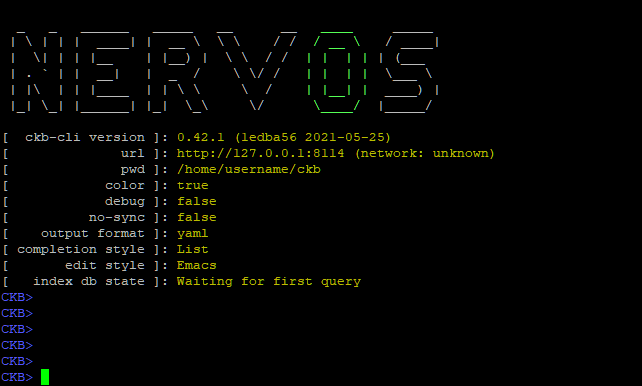 NERVOS
[ ckb-cli version ]: 0.42.1 (1edba56 2021-05-25)
[ url ]: http://127.0.0.1:8114 (network: unknown)
[ pwd ]: /home/username/ckb
[ color ]: true
[ debug ]: false
[ no-sync ]: false
[ output format ]: yaml
[ completion style ]: List
[ edit style ]: Emacs
[ index db state ]: Waiting for first query
CKB>
CKB>
CKB>
CKB>
CKB>
CKB>